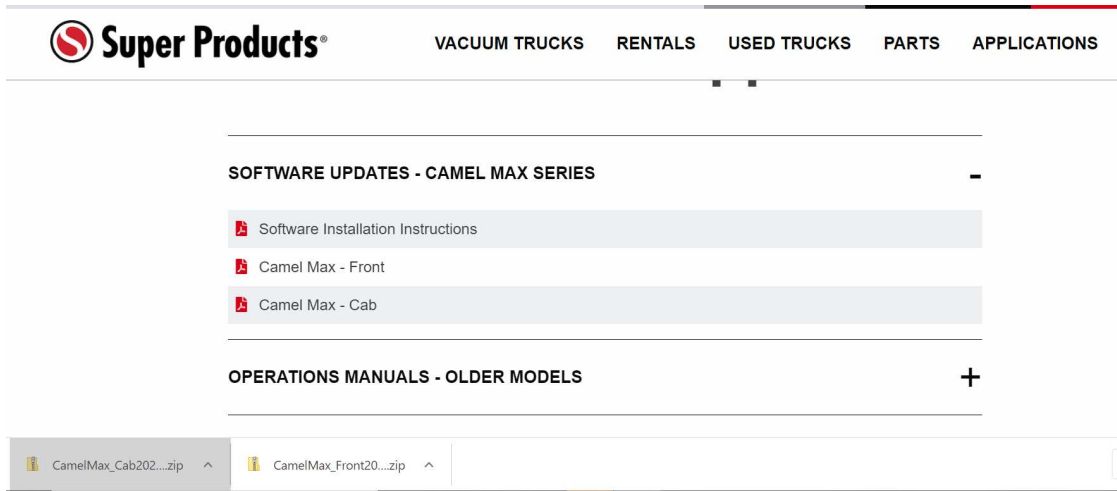 Super Products®
VACUUM TRUCKS RENTALS USED TRUCKS PARTS APPLICATIONS
SOFTWARE UPDATES - CAMEL MAX SERIES -
Software Installation Instructions
Camel Max - Front
Camel Max - Cab
OPERATIONS MANUALS - OLDER MODELS +
CamelMax_Cab202....zip CamelMax_Front20....zip